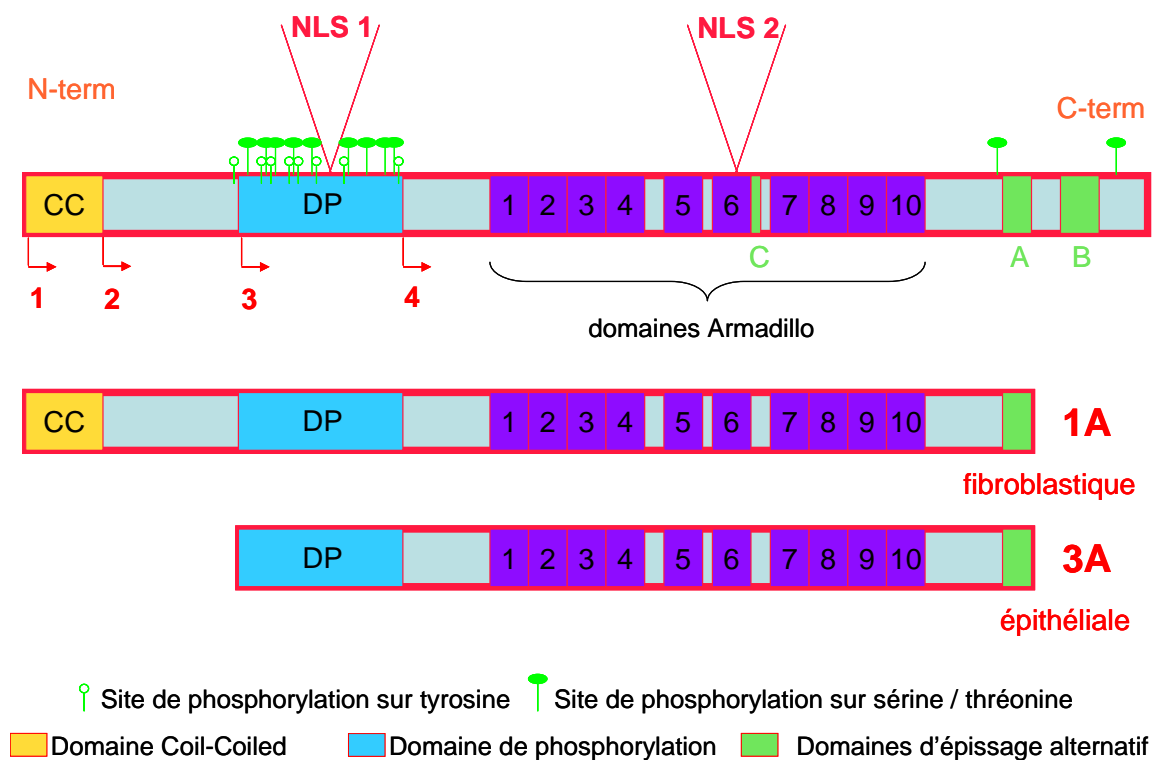 NLS 1 NLS 2
N-term C-term
CC DP 1 2 3 4 5 6 7 8 9 10
C A B
1 2 3 4
domaines Armadillo
CC DP 1 2 3 4 5 6 7 8 9 10 1A
fibroblastique
DP 1 2 3 4 5 6 7 8 9 10 3A
épithéliale
Site de phosphorylation sur tyrosine Site de phosphorylation sur sérine / thréonine
Domaine Coil-Coiled Domaine de phosphorylation Domaines d'épissage alternatif